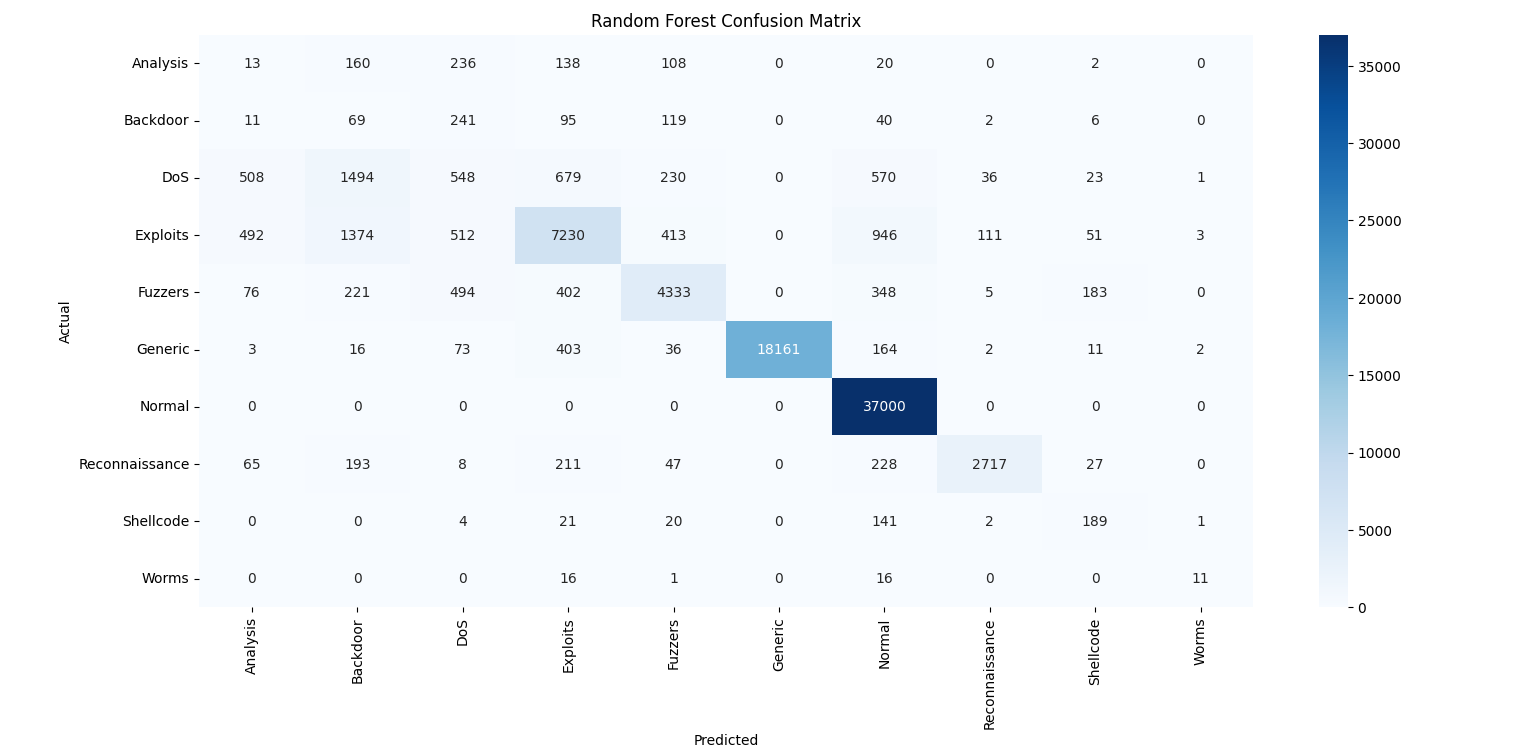 Random Forest Confusion Matrix
Analysis 13 160 236 138 108 0 20 0 2 0
Backdoor 11 69 241 95 119 0 40 2 6 0
DoS 508 1494 548 679 230 0 570 36 23 1
Exploits 492 1374 512 7230 413 0 946 111 51 3
Fuzzers 76 221 494 402 4333 0 348 5 183 0
Generic 3 16 73 403 36 18161 164 2 11 2
Normal 0 0 0 0 0 0 37000 0 0 0
Reconnaissance 65 193 8 211 47 0 228 2717 27 0
Shellcode 0 0 4 21 20 0 141 2 189 1
Worms 0 0 0 16 1 0 16 0 0 11
Actual
Analysis Backdoor DoS Exploits Fuzzers Generic Normal Reconnaissance Shellcode Worms
Predicted
35000
30000
25000
20000
15000
10000
5000
0